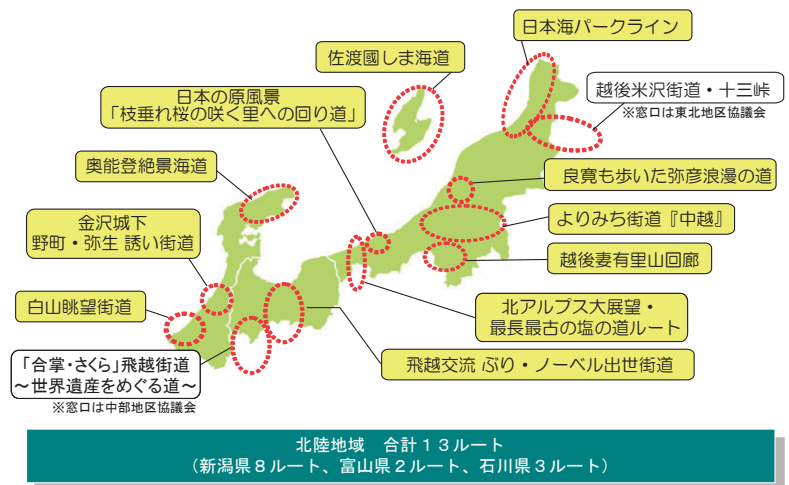 日本海パークライン
佐渡國しま海道
越後米沢街道・十三峠
※窓口は東北地区協議会
日本の原風景
「枝垂れ桜の咲く里への回り道」
奥能登絶景海道
良寛も歩いた弥彦浪漫の道
金沢城下
野町・弥生 誘い街道
よりみち街道『中越』
越後妻有里山回廊
白山眺望街道
北アルプス大展望・
最長最古の塩の道ルート
「合掌・さくら」飛越街道
～世界遺産をめぐる道～
※窓口は中部地区協議会
飛越交流 ぶり・ノーベル出世街道
北陸地域　合計１３ルート
（新潟県８ルート、富山県２ルート、石川県３ルート）